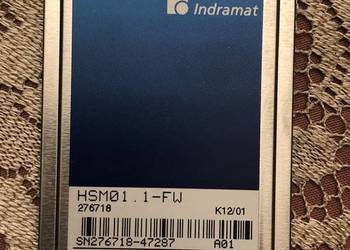 Indramat
HSM01.1-FW
276718 K12/01
SN276718-47287 A01